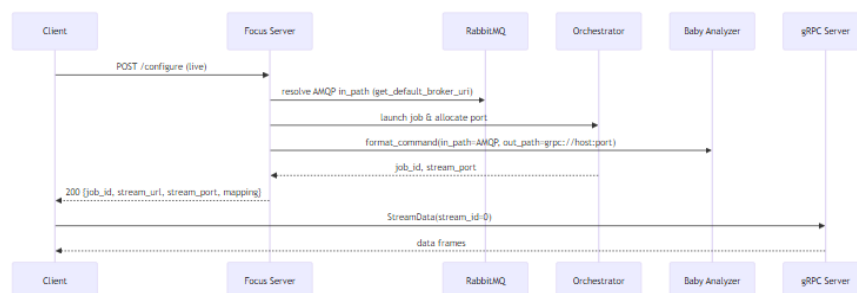 Client Focus Server RabbitMQ Orchestrator Baby Analyzer gRPC Server
POST /configure (live)
resolve AMQP in_path (get_default_broker_uri)
launch job & allocate port
format_command(in_path=AMQP, out_path=grpc://host:port)
job_id, stream_port
200 {job_id, stream_url, stream_port, mapping}
StreamData(stream_id=0)
data frames
Client Focus Server RabbitMQ Orchestrator Baby Analyzer gRPC Server